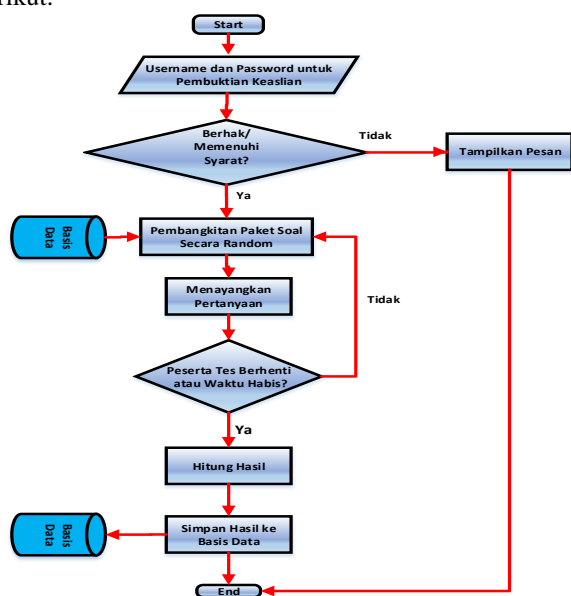 erikut:
Start
Username dan Password untuk
Pembuktian Keaslian
Berhak/
Memenuhi
Syarat?
Tidak
Tampilkan Pesan
Ya
Basis
Data
Pembangkitan Paket Soal
Secara Random
Menayangkan
Pertanyaan
Tidak
Peserta Tes Berhenti
atau Waktu Habis?
Ya
Hitung Hasil
Basis
Data
Simpan Hasil ke
Basis Data
End